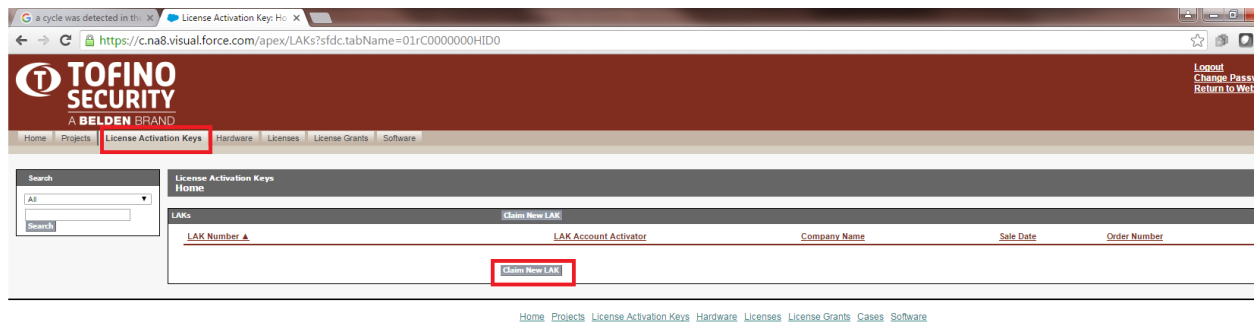 a cycle was detected in th
License Activation Key: Ho
https://c.na8.visual.force.com/apex/LAKs?sfdc.tabName=01rC0000000HID0
TOFINO
SECURITY
A BELDEN BRAND
Logout
Change Passw
Return to Web
Home Projects License Activation Keys Hardware Licenses License Grants Software
Search
All
Search
License Activation Keys
Home
LAKs Claim New LAK
LAK Number ▲ LAK Account Activator Company Name Sale Date Order Number
Claim New LAK
Home Projects License Activation Keys Hardware Licenses License Grants Cases Software